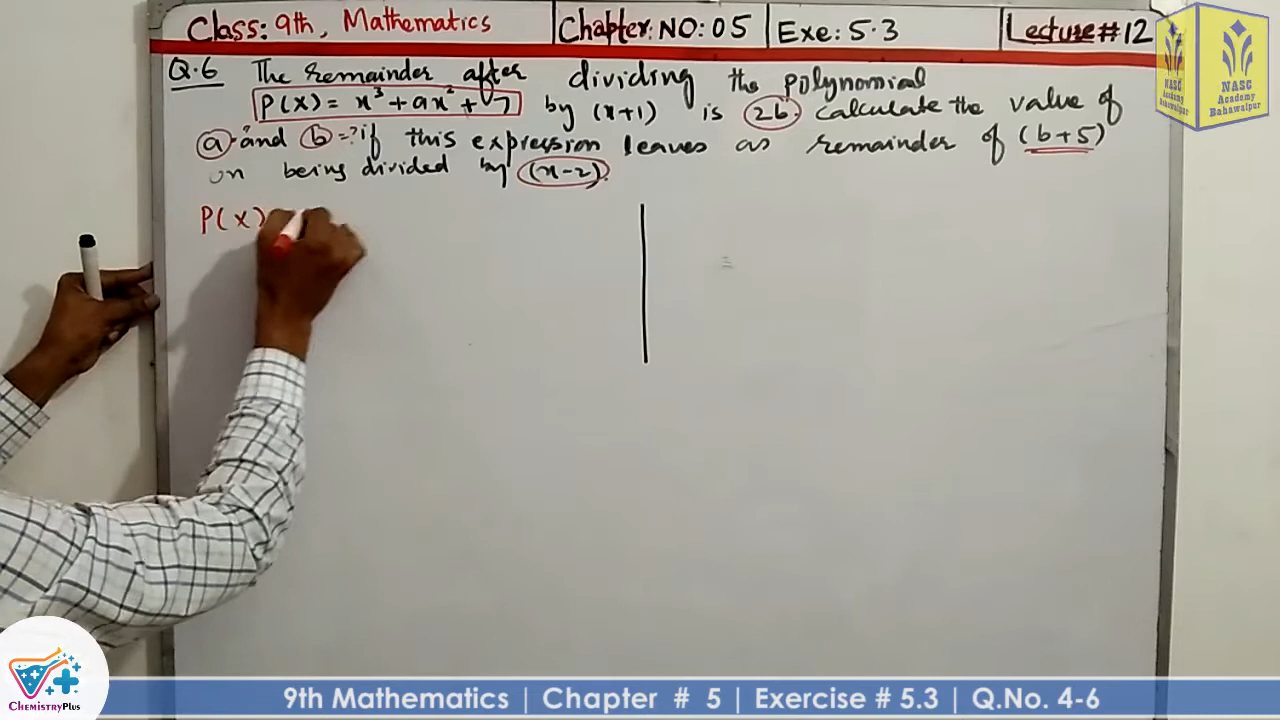 Class: 9th, Mathematics Chapter: NO: 05 Exe: 5.3 Lecture # 12
NASC
Academy
Bahawalpur
Q.6 The remainder after dividing the polynomial
P(x) = x³ + ax² + 7 by (x+1) is 2b. calculate the value of
a=? and b=? if this expression leaves as remainder of (b+5)
on being divided by (x-2).
P(x)
ChemistryPlus
9th Mathematics | Chapter # 5 | Exercise # 5.3 | Q.No. 4-6